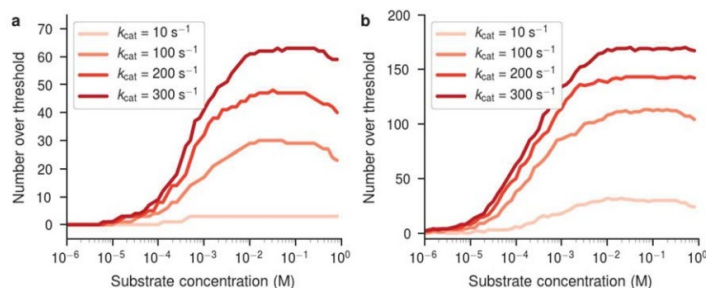 a
70
60
50
40
30
20
10
0
Number over threshold
kcat = 10 s⁻¹
kcat = 100 s⁻¹
kcat = 200 s⁻¹
kcat = 300 s⁻¹
10⁻⁶ 10⁻⁵ 10⁻⁴ 10⁻³ 10⁻² 10⁻¹ 10⁰
Substrate concentration (M)
b
200
150
100
50
0
Number over threshold
kcat = 10 s⁻¹
kcat = 100 s⁻¹
kcat = 200 s⁻¹
kcat = 300 s⁻¹
10⁻⁶ 10⁻⁵ 10⁻⁴ 10⁻³ 10⁻² 10⁻¹ 10⁰
Substrate concentration (M)